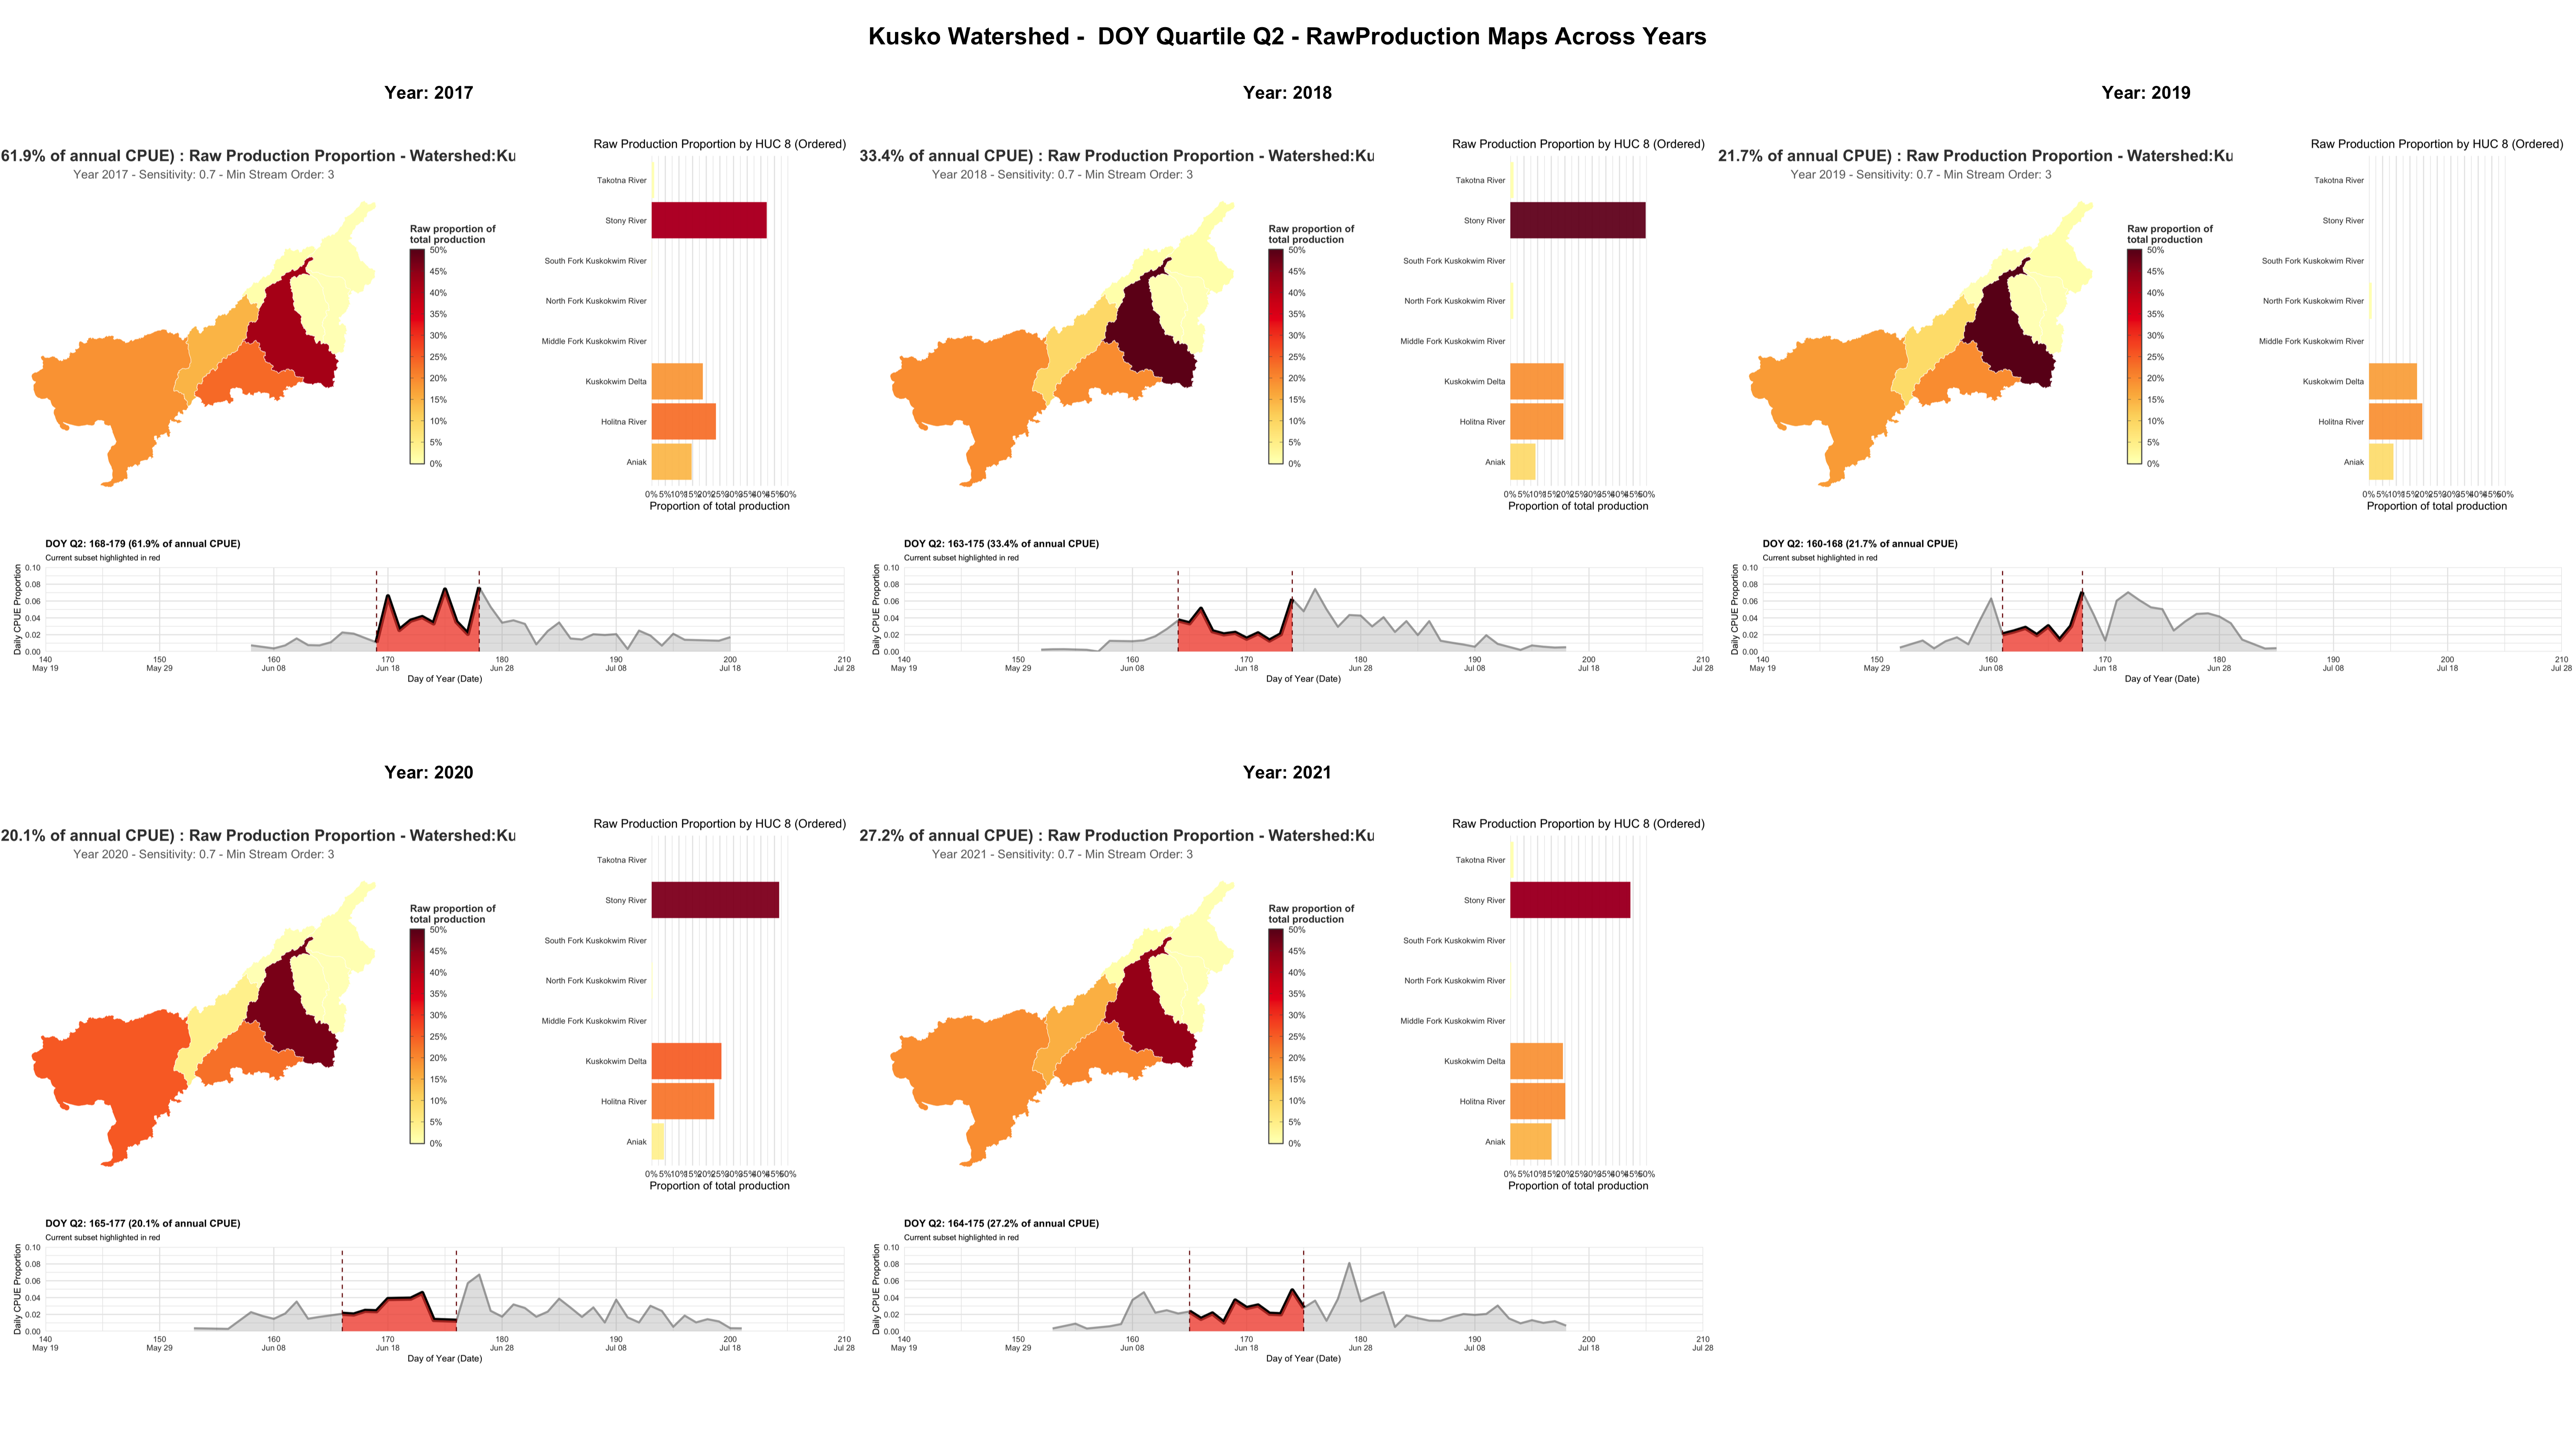 Kusko Watershed -  DOY Quartile Q2 - RawProduction Maps Across Years
Year: 2017
61.9% of annual CPUE) : Raw Production Proportion - Watershed:Ku
Year 2017 - Sensitivity: 0.7 - Min Stream Order: 3
Raw proportion of
total production
50%
45%
40%
35%
30%
25%
20%
15%
10%
5%
0%
Raw Production Proportion by HUC 8 (Ordered)
Takotna River
Stony River
South Fork Kuskokwim River
North Fork Kuskokwim River
Middle Fork Kuskokwim River
Kuskokwim Delta
Holitna River
Aniak
0% 5% 10% 15% 20% 25% 30% 35% 40% 45% 50%
Proportion of total production
DOY Q2: 168-179 (61.9% of annual CPUE)
Current subset highlighted in red
Daily CPUE Proportion
0.10
0.08
0.06
0.04
0.02
0.00
140 150 160 170 180 190 200 210
May 19 May 29 Jun 08 Jun 18 Jun 28 Jul 08 Jul 18 Jul 28
Day of Year (Date)
Year: 2018
33.4% of annual CPUE) : Raw Production Proportion - Watershed:Ku
Year 2018 - Sensitivity: 0.7 - Min Stream Order: 3
Raw proportion of
total production
50%
45%
40%
35%
30%
25%
20%
15%
10%
5%
0%
Raw Production Proportion by HUC 8 (Ordered)
Takotna River
Stony River
South Fork Kuskokwim River
North Fork Kuskokwim River
Middle Fork Kuskokwim River
Kuskokwim Delta
Holitna River
Aniak
0% 5% 10% 15% 20% 25% 30% 35% 40% 45% 50%
Proportion of total production
DOY Q2: 163-175 (33.4% of annual CPUE)
Current subset highlighted in red
Daily CPUE Proportion
0.10
0.08
0.06
0.04
0.02
0.00
140 150 160 170 180 190 200 210
May 19 May 29 Jun 08 Jun 18 Jun 28 Jul 08 Jul 18 Jul 28
Day of Year (Date)
Year: 2019
21.7% of annual CPUE) : Raw Production Proportion - Watershed:Ku
Year 2019 - Sensitivity: 0.7 - Min Stream Order: 3
Raw proportion of
total production
50%
45%
40%
35%
30%
25%
20%
15%
10%
5%
0%
Raw Production Proportion by HUC 8 (Ordered)
Takotna River
Stony River
South Fork Kuskokwim River
North Fork Kuskokwim River
Middle Fork Kuskokwim River
Kuskokwim Delta
Holitna River
Aniak
0% 5% 10% 15% 20% 25% 30% 35% 40% 45% 50%
Proportion of total production
DOY Q2: 160-168 (21.7% of annual CPUE)
Current subset highlighted in red
Daily CPUE Proportion
0.10
0.08
0.06
0.04
0.02
0.00
140 150 160 170 180 190 200 210
May 19 May 29 Jun 08 Jun 18 Jun 28 Jul 08 Jul 18 Jul 28
Day of Year (Date)
Year: 2020
20.1% of annual CPUE) : Raw Production Proportion - Watershed:Ku
Year 2020 - Sensitivity: 0.7 - Min Stream Order: 3
Raw proportion of
total production
50%
45%
40%
35%
30%
25%
20%
15%
10%
5%
0%
Raw Production Proportion by HUC 8 (Ordered)
Takotna River
Stony River
South Fork Kuskokwim River
North Fork Kuskokwim River
Middle Fork Kuskokwim River
Kuskokwim Delta
Holitna River
Aniak
0% 5% 10% 15% 20% 25% 30% 35% 40% 45% 50%
Proportion of total production
DOY Q2: 165-177 (20.1% of annual CPUE)
Current subset highlighted in red
Daily CPUE Proportion
0.10
0.08
0.06
0.04
0.02
0.00
140 150 160 170 180 190 200 210
May 19 May 29 Jun 08 Jun 18 Jun 28 Jul 08 Jul 18 Jul 28
Day of Year (Date)
Year: 2021
27.2% of annual CPUE) : Raw Production Proportion - Watershed:Ku
Year 2021 - Sensitivity: 0.7 - Min Stream Order: 3
Raw proportion of
total production
50%
45%
40%
35%
30%
25%
20%
15%
10%
5%
0%
Raw Production Proportion by HUC 8 (Ordered)
Takotna River
Stony River
South Fork Kuskokwim River
North Fork Kuskokwim River
Middle Fork Kuskokwim River
Kuskokwim Delta
Holitna River
Aniak
0% 5% 10% 15% 20% 25% 30% 35% 40% 45% 50%
Proportion of total production
DOY Q2: 164-175 (27.2% of annual CPUE)
Current subset highlighted in red
Daily CPUE Proportion
0.10
0.08
0.06
0.04
0.02
0.00
140 150 160 170 180 190 200 210
May 19 May 29 Jun 08 Jun 18 Jun 28 Jul 08 Jul 18 Jul 28
Day of Year (Date)